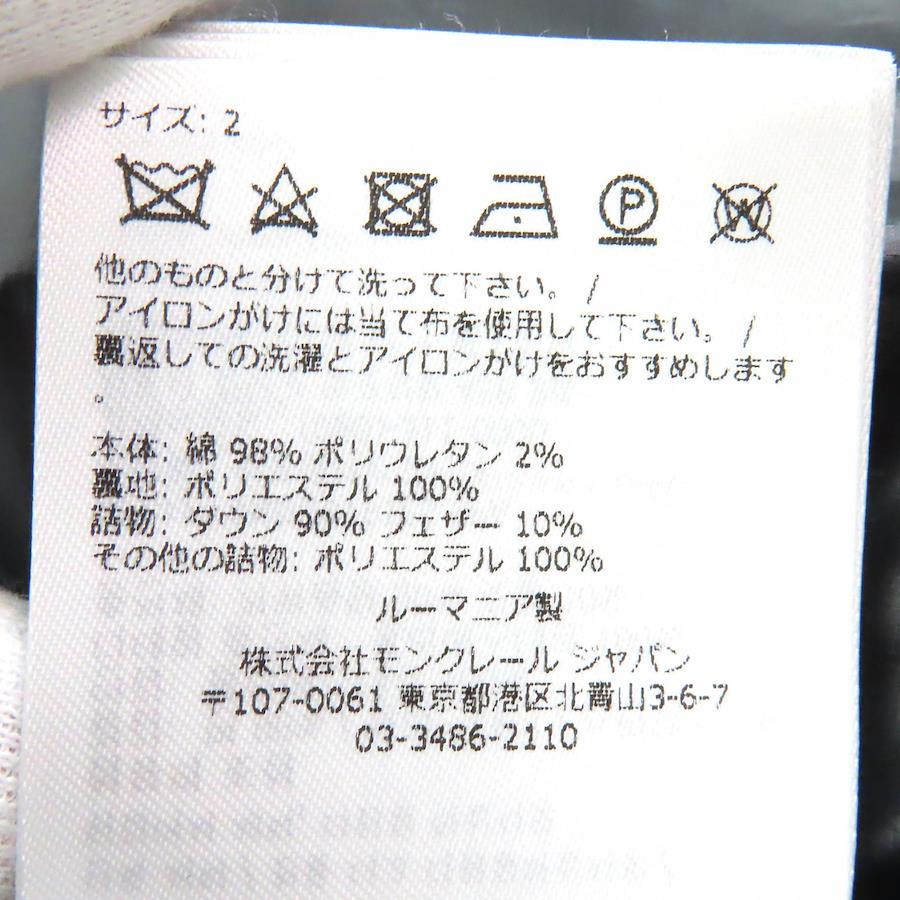 サイズ: 2
P
W
他のものと分けて洗って下さい。 /
アイロンがけには当て布を使用して下さい。 /
裏返しての洗濯とアイロンがけをおすすめします
。
本体: 綿 98% ポリウレタン 2%
裏地: ポリエステル 100%
詰物: ダウン 90% フェザー 10%
その他の詰物: ポリエステル 100%
ルーマニア製
株式会社モンクレール ジャパン
〒107-0061 東京都港区北青山3-6-7
03-3486-2110